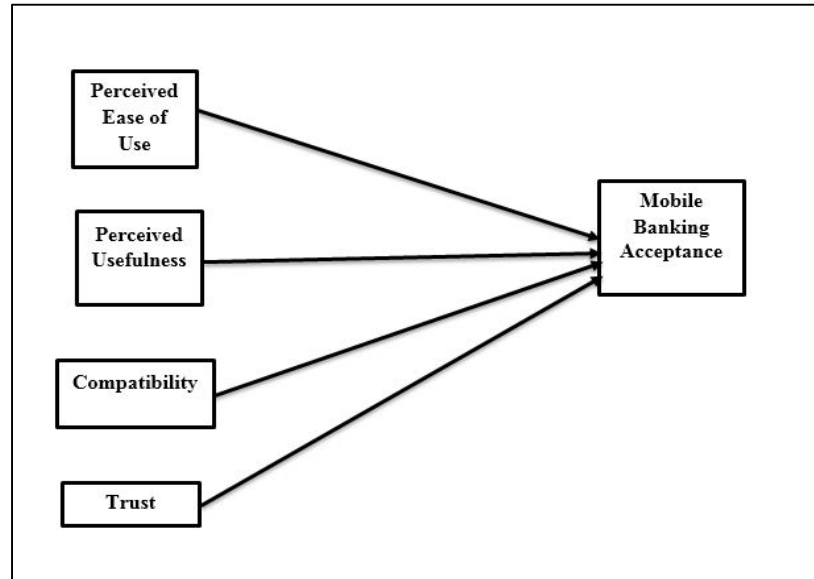 Perceived
Ease of
Use
Perceived
Usefulness
Compatibility
Trust
Mobile
Banking
Acceptance